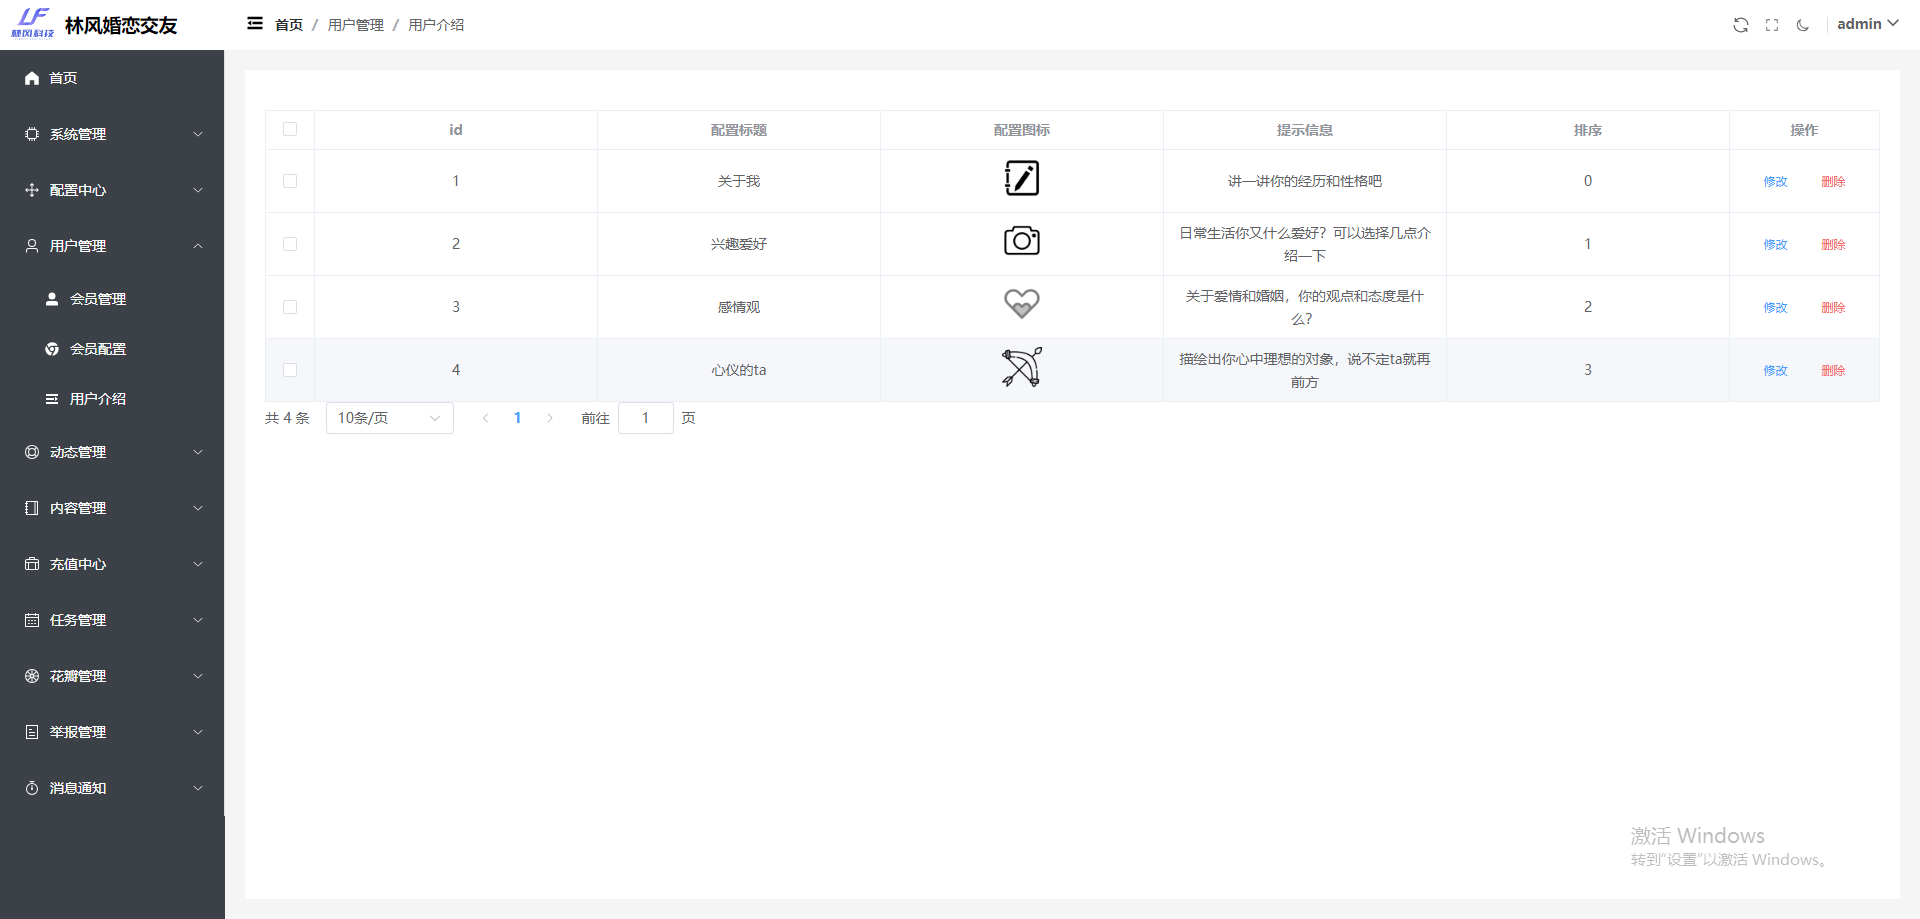 LF
林风科技
林风婚恋交友
首页 / 用户管理 / 用户介绍
admin
首页
系统管理
配置中心
用户管理
会员管理
会员配置
用户介绍
动态管理
内容管理
充值中心
任务管理
花瓣管理
举报管理
消息通知
id 配置标题 配置图标 提示信息 排序 操作
1 关于我 讲一讲你的经历和性格吧 0 修改 删除
2 兴趣爱好 日常生活你又什么爱好？可以选择几点介
绍一下 1 修改 删除
3 感情观 关于爱情和婚姻，你的观点和态度是什
么？ 2 修改 删除
4 心仪的ta 描绘出你心中理想的对象，说不定ta就再
前方 3 修改 删除
共 4 条 10条/页 1 前往 1 页
激活 Windows
转到“设置”以激活 Windows。